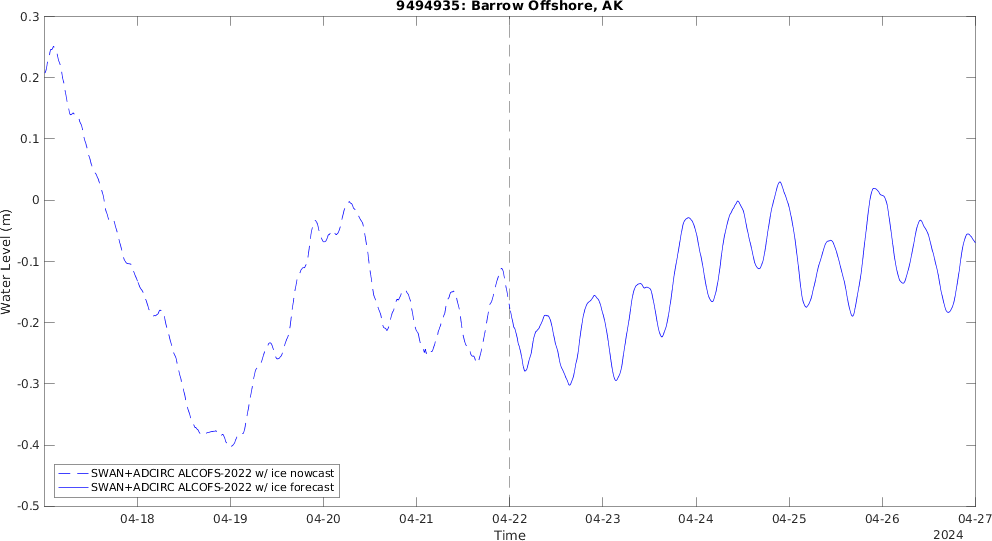 9494935: Barrow Offshore, AK
0.3
0.2
0.1
0
-0.1
-0.2
-0.3
-0.4
-0.5
Water Level (m)
SWAN+ADCIRC ALCOFS-2022 w/ ice nowcast
SWAN+ADCIRC ALCOFS-2022 w/ ice forecast
04-18 04-19 04-20 04-21 04-22 04-23 04-24 04-25 04-26 04-27
Time
2024